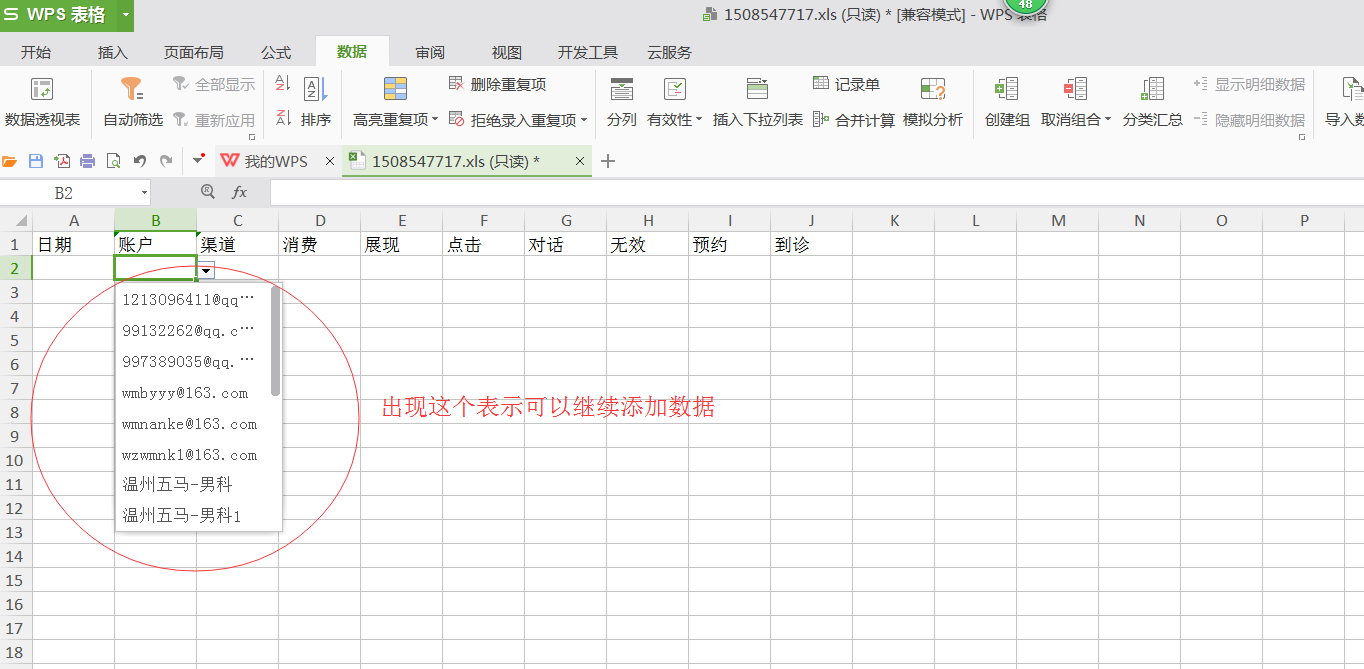 S WPS 表格
1508547717.xls (只读) * [兼容模式] - WPS 表格
48
开始 插入 页面布局 公式 数据 审阅 视图 开发工具 云服务
全部显示 删除重复项 记录单 显示明细数据
数据透视表 自动筛选 重新应用 排序 高亮重复项 拒绝录入重复项 分列 有效性 插入下拉列表 合并计算 模拟分析 创建组 取消组合 分类汇总 隐藏明细数据 导入数
我的WPS × 1508547717.xls (只读) * × +
B2 fx
A B C D E F G H I J K L M N O P
1 日期 账户 渠道 消费 展现 点击 对话 无效 预约 到诊
2
3 1213096411@qq…
4 99132262@qq.c…
5
6 997389035@qq.…
7 wmbyyy@163.com
8 wmnanke@163.com
出现这个表示可以继续添加数据
9
10 wzwmnk1@163.com
11 温州五马-男科
12 温州五马-男科1
13
14
15
16
17
18